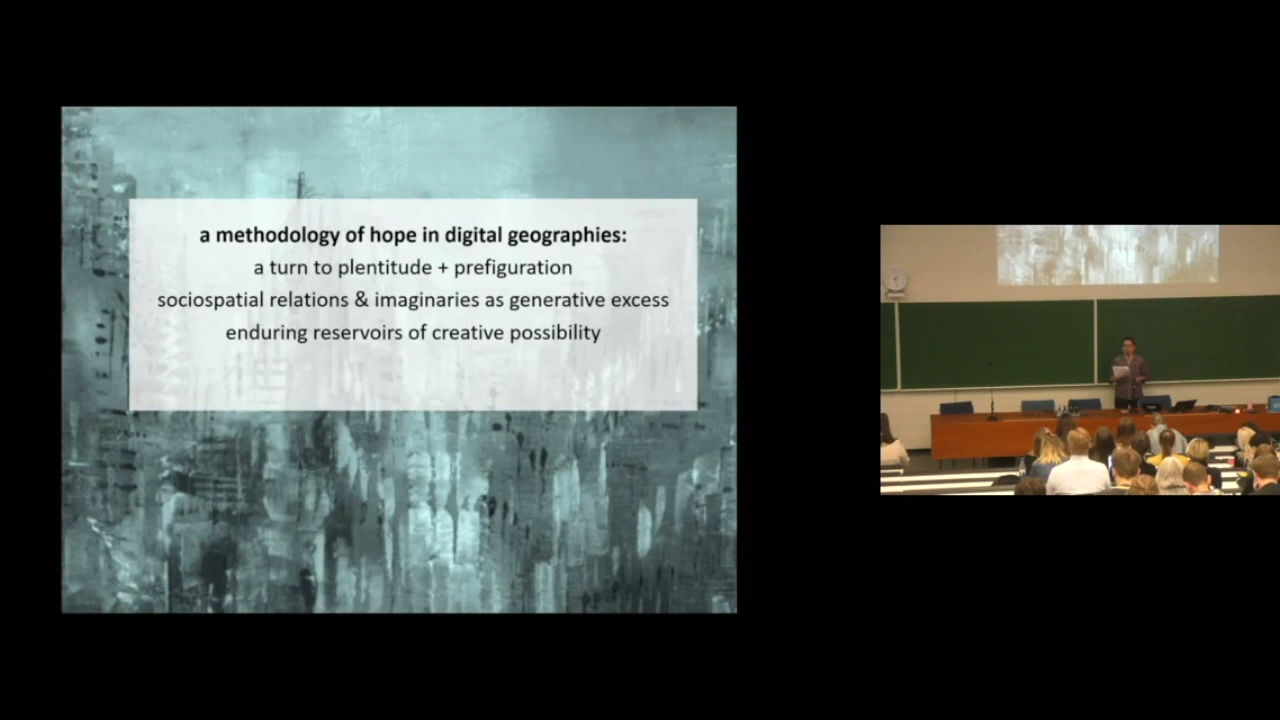 a methodology of hope in digital geographies:
a turn to plentitude + prefiguration
sociospatial relations & imaginaries as generative excess
enduring reservoirs of creative possibility